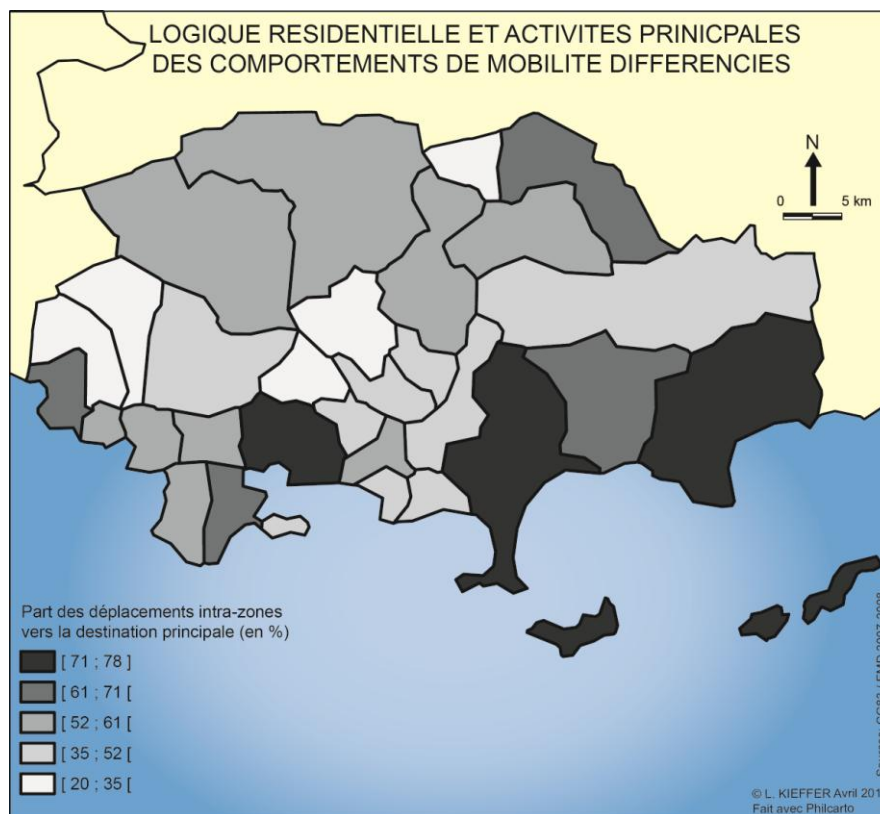 LOGIQUE RESIDENTIELLE ET ACTIVITES PRINICPALES
DES COMPORTEMENTS DE MOBILITE DIFFERENCIES
N
0 5 km
Part des déplacements intra-zones
vers la destination principale (en %)
[ 71 ; 78 ]
[ 61 ; 71 [
[ 52 ; 61 [
[ 35 ; 52 [
[ 20 ; 35 [
© L. KIEFFER Avril 201
Fait avec Philcarto